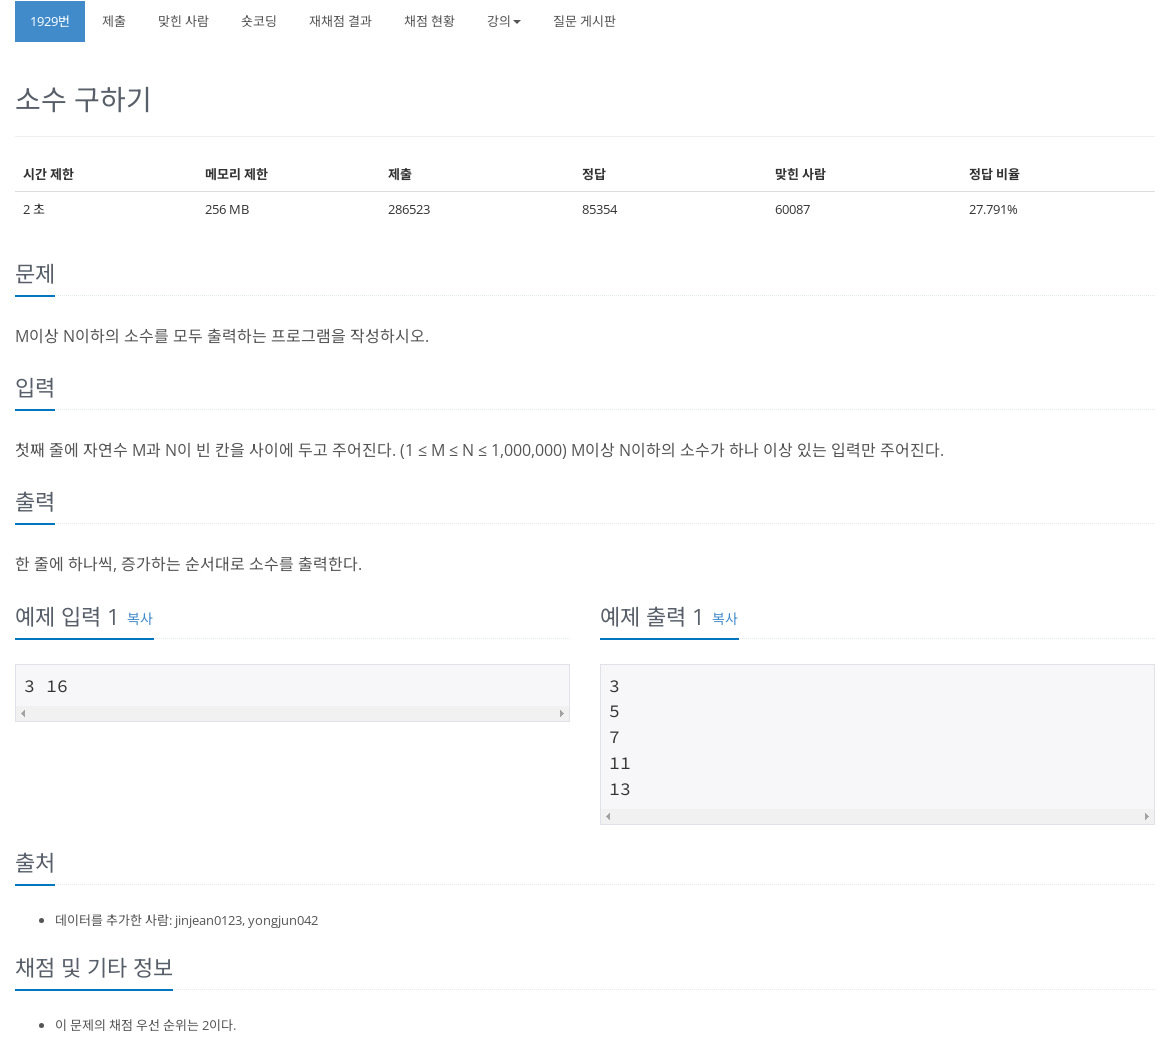 1929번 제출 맞힌 사람 숏코딩 재채점 결과 채점 현황 강의 질문 게시판
소수 구하기
시간 제한 메모리 제한 제출 정답 맞힌 사람 정답 비율
2 초 256 MB 286523 85354 60087 27.791%
문제
M이상 N이하의 소수를 모두 출력하는 프로그램을 작성하시오.
입력
첫째 줄에 자연수 M과 N이 빈 칸을 사이에 두고 주어진다. (1 ≤ M ≤ N ≤ 1,000,000) M이상 N이하의 소수가 하나 이상 있는 입력만 주어진다.
출력
한 줄에 하나씩, 증가하는 순서대로 소수를 출력한다.
예제 입력 1 복사
3 16
예제 출력 1 복사
3
5
7
11
13
출처
데이터를 추가한 사람: jinjean0123, yongjun042
채점 및 기타 정보
이 문제의 채점 우선 순위는 2이다.